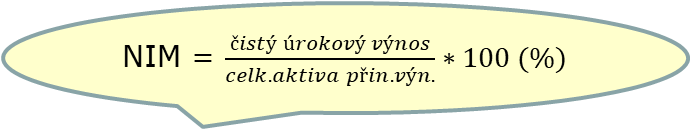 NIM = čistý úrokový výnos / celk.aktiva přin.výn. * 100 (%)